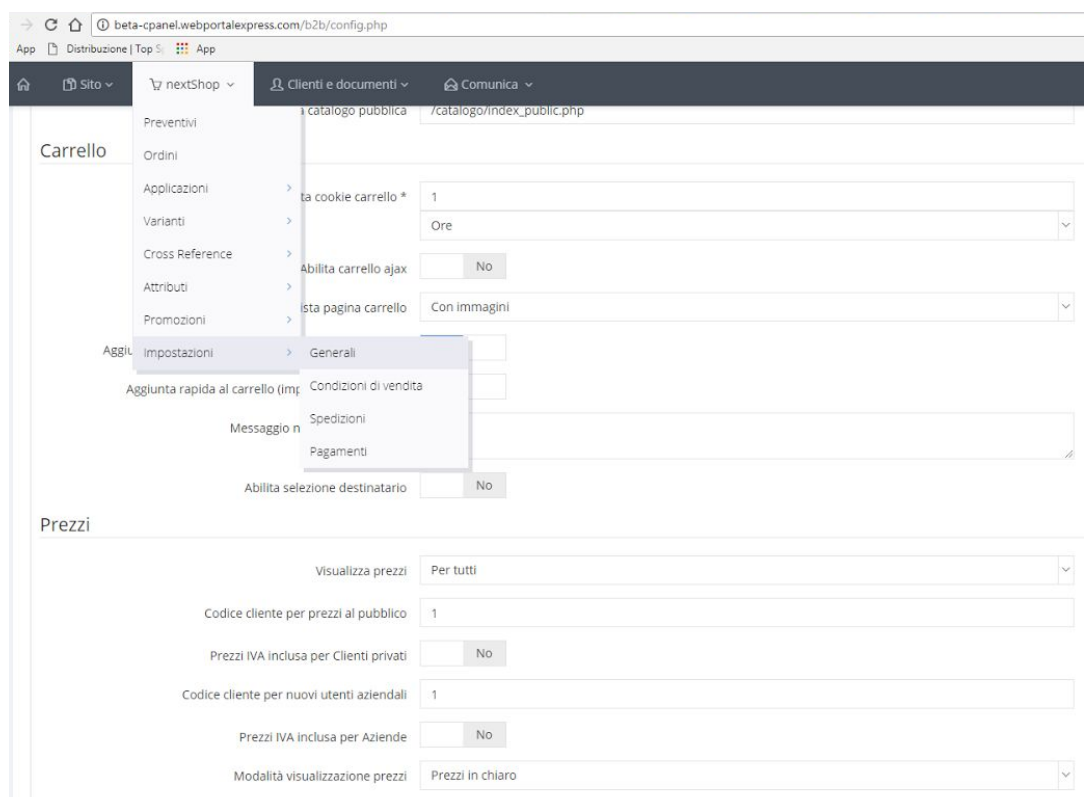 beta-cpanel.webportalexpress.com/b2b/config.php
App Distribuzione | Top App
Sito nextShop Clienti e documenti Comunica
catalogo pubblica /catalogo/index_public.php
Preventivi
Carrello
Ordini
Applicazioni
cookie carrello * 1
Varianti
Ore
Cross Reference
Abilita carrello ajax No
Attributi
pagina carrello Con immagini
Promozioni
Impostazioni Generali
Aggiunta rapida al carrello Condizioni di vendita
Spedizioni
Messaggio
Pagamenti
Abilita selezione destinatario No
Prezzi
Visualizza prezzi Per tutti
Codice cliente per prezzi al pubblico 1
Prezzi IVA inclusa per Clienti privati No
Codice cliente per nuovi utenti aziendali 1
Prezzi IVA inclusa per Aziende No
Modalità visualizzazione prezzi Prezzi in chiaro